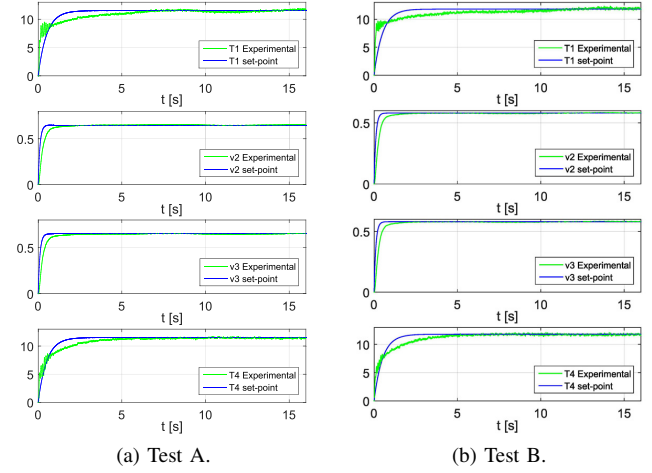 10
5
0
T1 Experimental
T1 set-point
0 5 10 15
t [s]
0.5
0
v2 Experimental
v2 set-point
0 5 10 15
t [s]
0.5
0
v3 Experimental
v3 set-point
0 5 10 15
t [s]
10
5
0
T4 Experimental
T4 set-point
0 5 10 15
t [s]
(a) Test A.
10
5
0
T1 Experimental
T1 set-point
0 5 10 15
t [s]
0.5
0
v2 Experimental
v2 set-point
0 5 10 15
t [s]
0.5
0
v3 Experimental
v3 set-point
0 5 10 15
t [s]
10
5
0
T4 Experimental
T4 set-point
0 5 10 15
t [s]
(b) Test B.